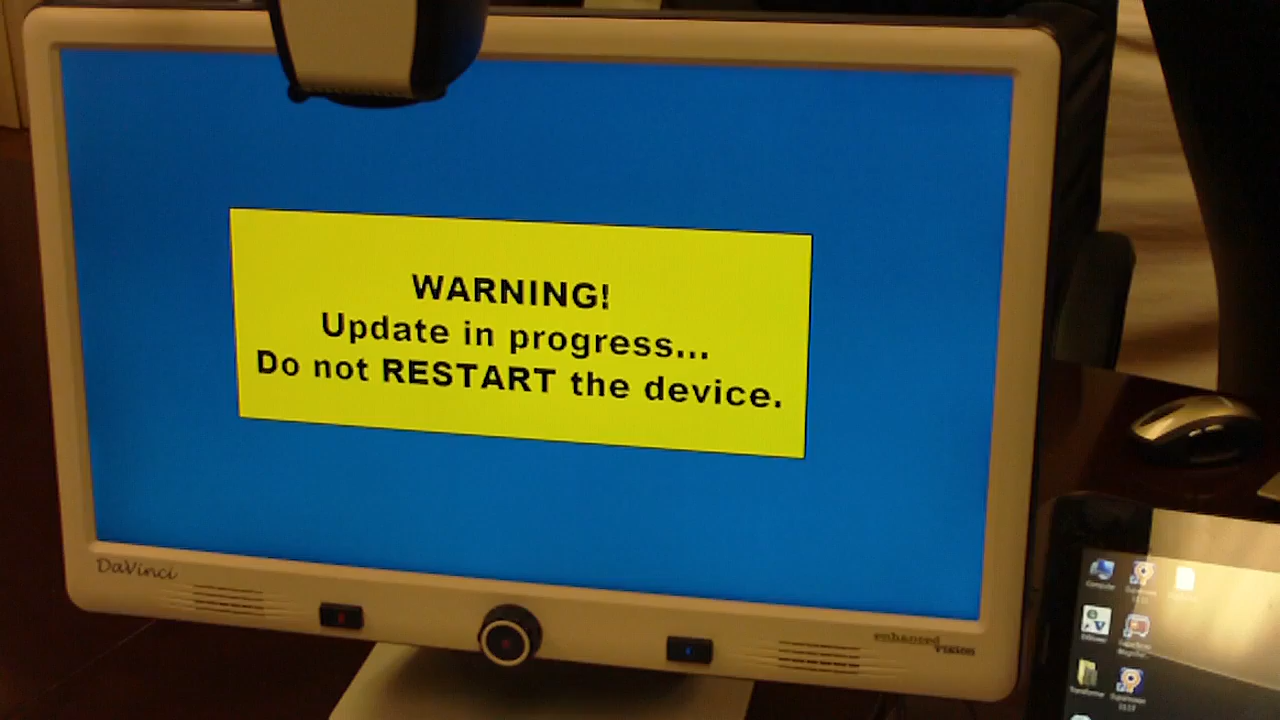 WARNING!
Update in progress...
Do not RESTART the device.
DaVinci
enhanced
vision